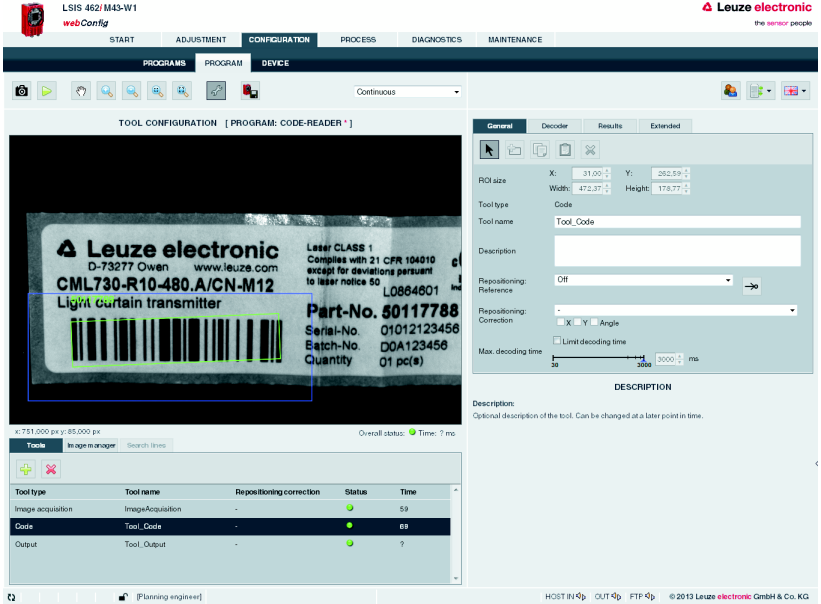 LSIS 462i M43-W1
webConfig
Leuze electronic
the sensor people
START ADJUSTMENT CONFIGURATION PROCESS DIAGNOSTICS MAINTENANCE
PROGRAMS PROGRAM DEVICE
Continuous
TOOL CONFIGURATION [ PROGRAM: CODE-READER * ]
Leuze electronic
D-73277 Owen www.leuze.com
CML730-R10-480.A/CN-M12
Light curtain transmitter
50117788
Laser CLASS 1
Complies with 21 CFR 104010
except for deviations persuant
to laser notice 50
L0864601
Part-No. 50117788
Serial-No. 01012123456
Batch-No. D0A123456
Quantity 01 pc(s)
x: 751,000 px y: 85,000 px
Overall status: Time: ? ms
Tools Image manager Search lines
Tool type Tool name Repositioning correction Status Time
Image acquisition ImageAcquisition - 59
Code Tool_Code - 69
Output Tool_Output - ?
General Decoder Results Extended
ROI size
X: 31,00 Y: 262,59
Width: 472,37 Height: 178,77
Tool type Code
Tool name Tool_Code
Description
Repositioning:
Reference
Off
Repositioning:
Correction
-
X Y Angle
Max. decoding time
Limit decoding time
30 3000 3000 ms
DESCRIPTION
Description:
Optional description of the tool. Can be changed at a later point in time.
[Planning engineer]
HOST IN OUT FTP © 2013 Leuze electronic GmbH & Co. KG